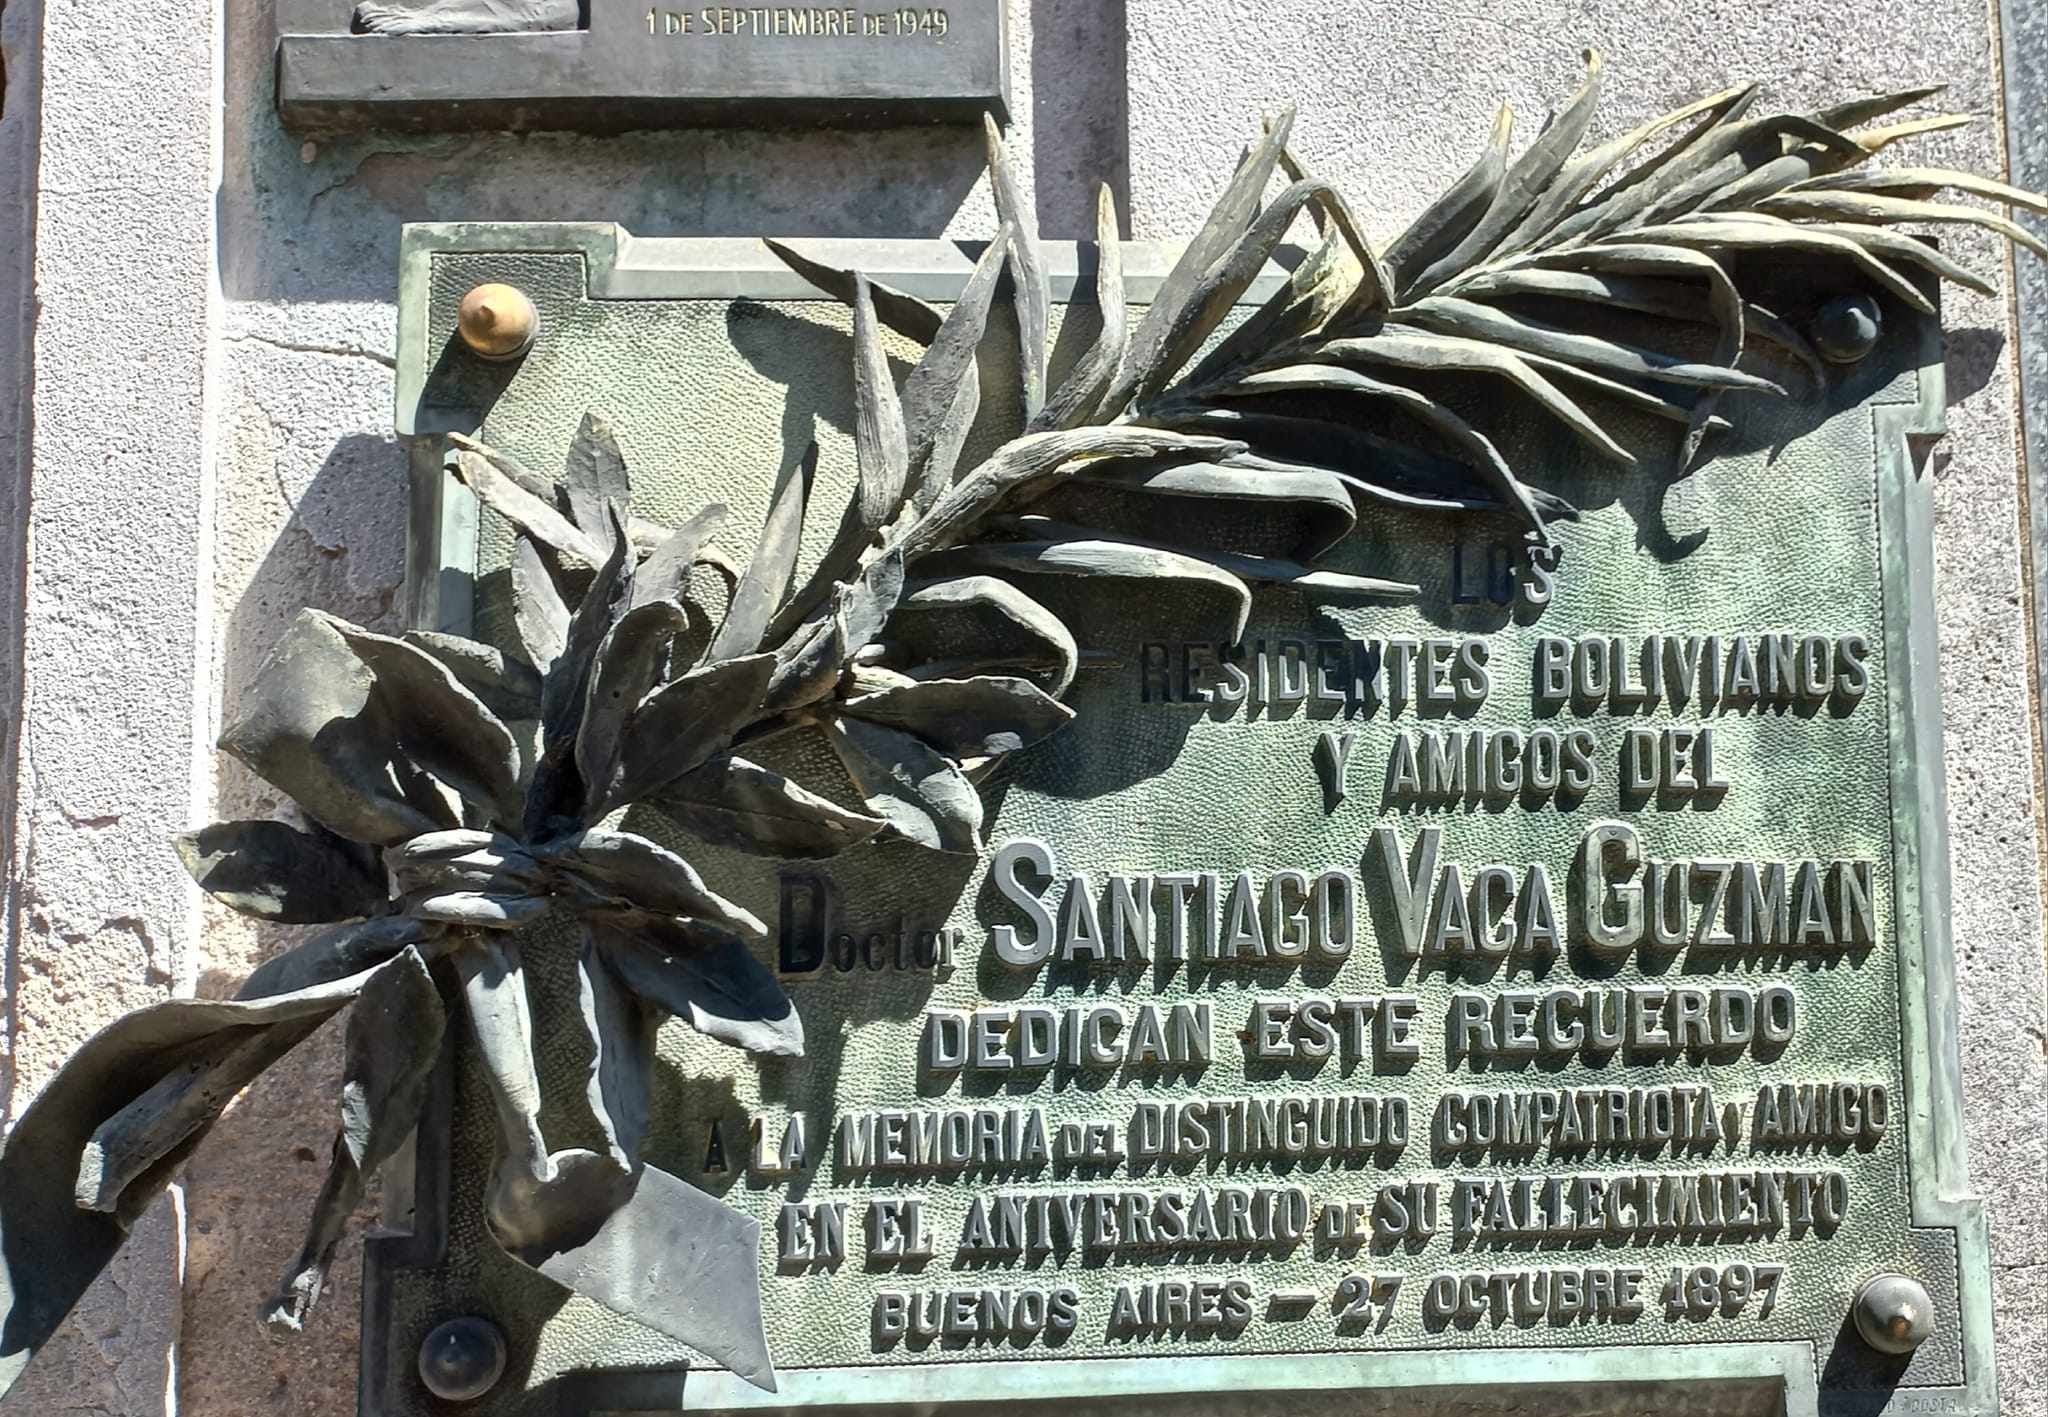 1 DE SEPTIEMBRE DE 1949
LOS
RESIDENTES BOLIVIANOS
Y AMIGOS DEL
Doctor SANTIAGO VACA GUZMAN
DEDICAN ESTE RECUERDO
A LA MEMORIA DEL DISTINGUIDO COMPATRIOTA Y AMIGO
EN EL ANIVERSARIO DE SU FALLECIMIENTO
BUENOS AIRES — 27 OCTUBRE 1897
COSTA